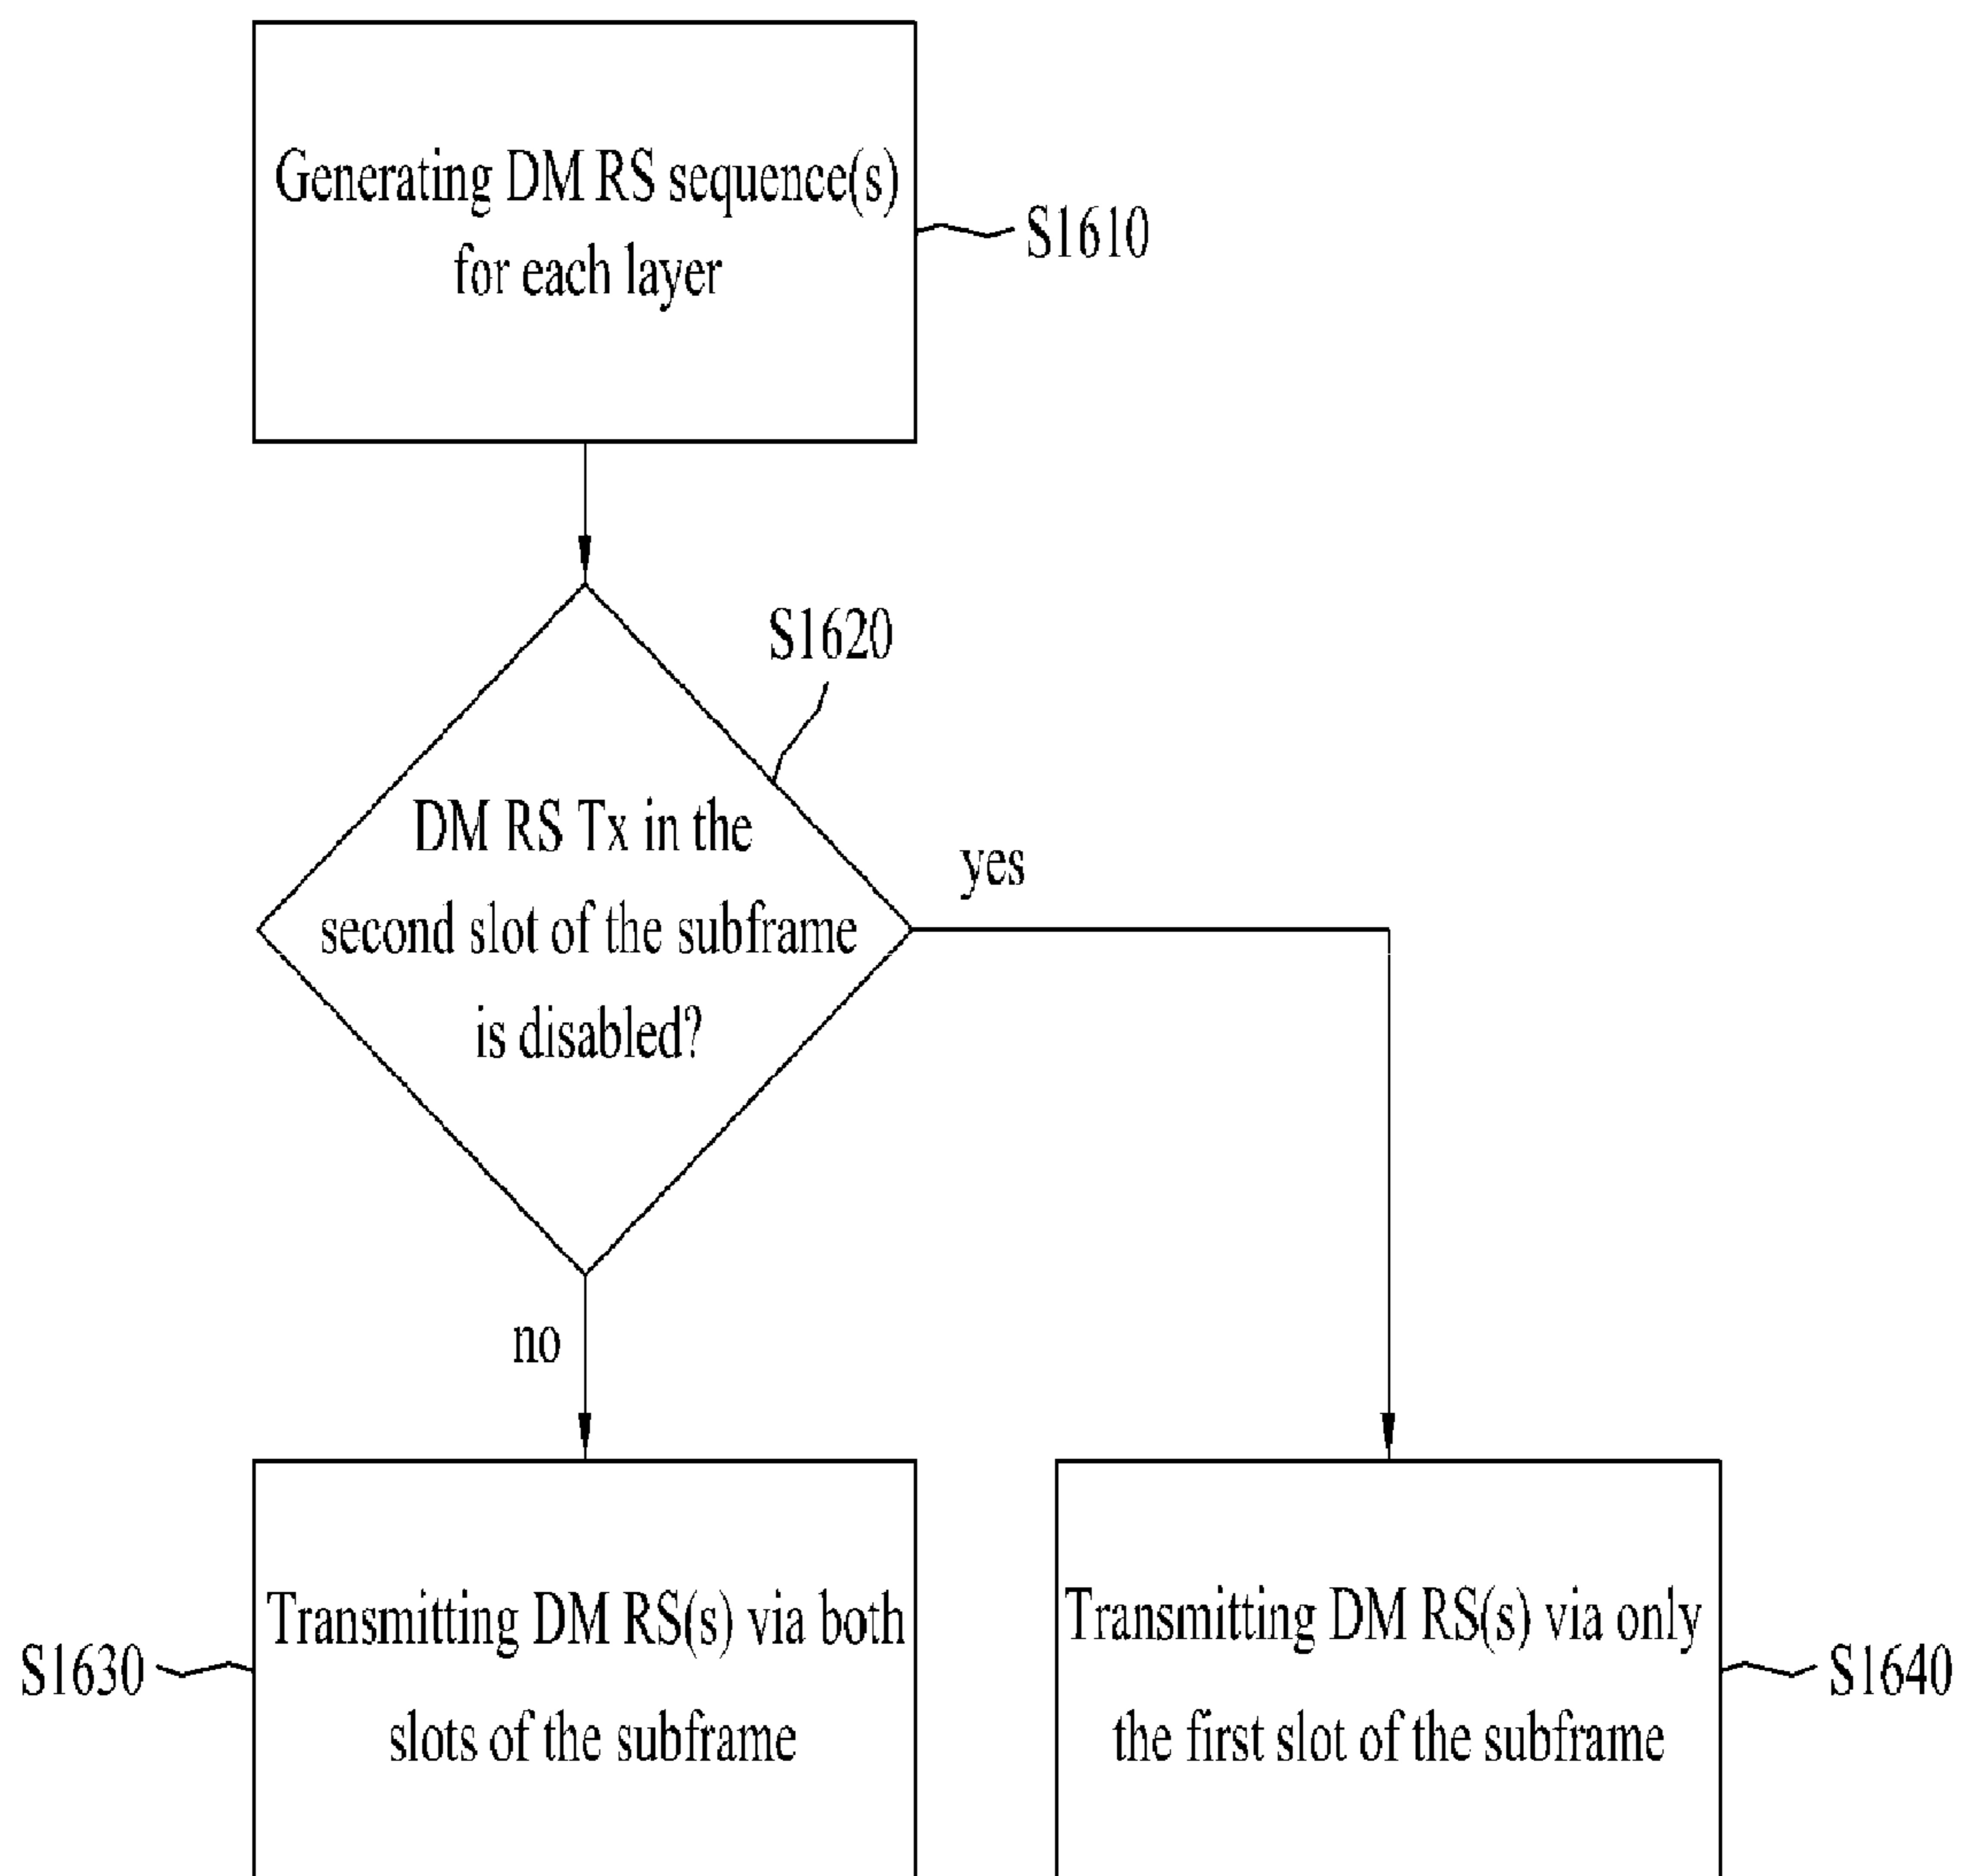 Generating DM RS sequence(s)
for each layer
S1610
S1620
DM RS Tx in the
second slot of the subframe
is disabled?
yes
no
Transmitting DM RS(s) via both
slots of the subframe
S1630
Transmitting DM RS(s) via only
the first slot of the subframe
S1640